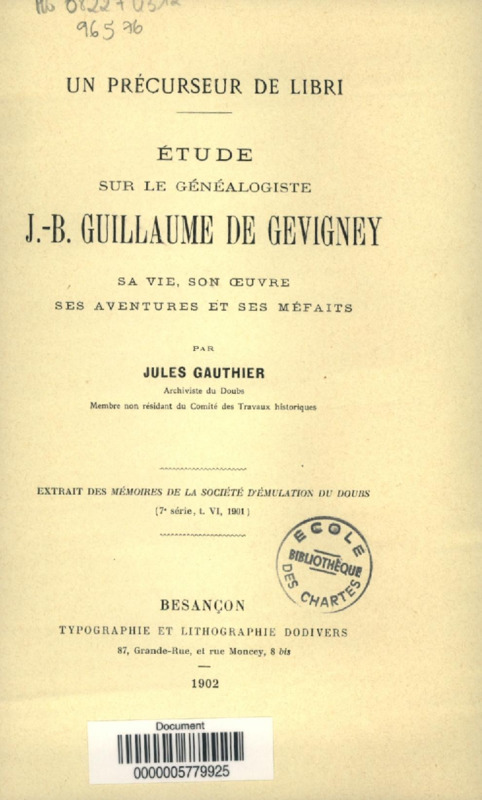 96576
UN PRÉCURSEUR DE LIBRI
ÉTUDE
SUR LE GÉNÉALOGISTE
J.-B. GUILLAUME DE GEVIGNEY
SA VIE, SON ŒUVRE
SES AVENTURES ET SES MÉFAITS
PAR
JULES GAUTHIER
Archiviste du Doubs
Membre non résidant du Comité des Travaux historiques
EXTRAIT DES MÉMOIRES DE LA SOCIÉTÉ D'ÉMULATION DU DOUBS
(7e série, t. VI, 1901)
ÉCOLE
BIBLIOTHÈQUE
DES CHARTES
BESANÇON
TYPOGRAPHIE ET LITHOGRAPHIE DODIVERS
87, Grande-Rue, et rue Moncey, 8 bis
1902
Document
0000005779925